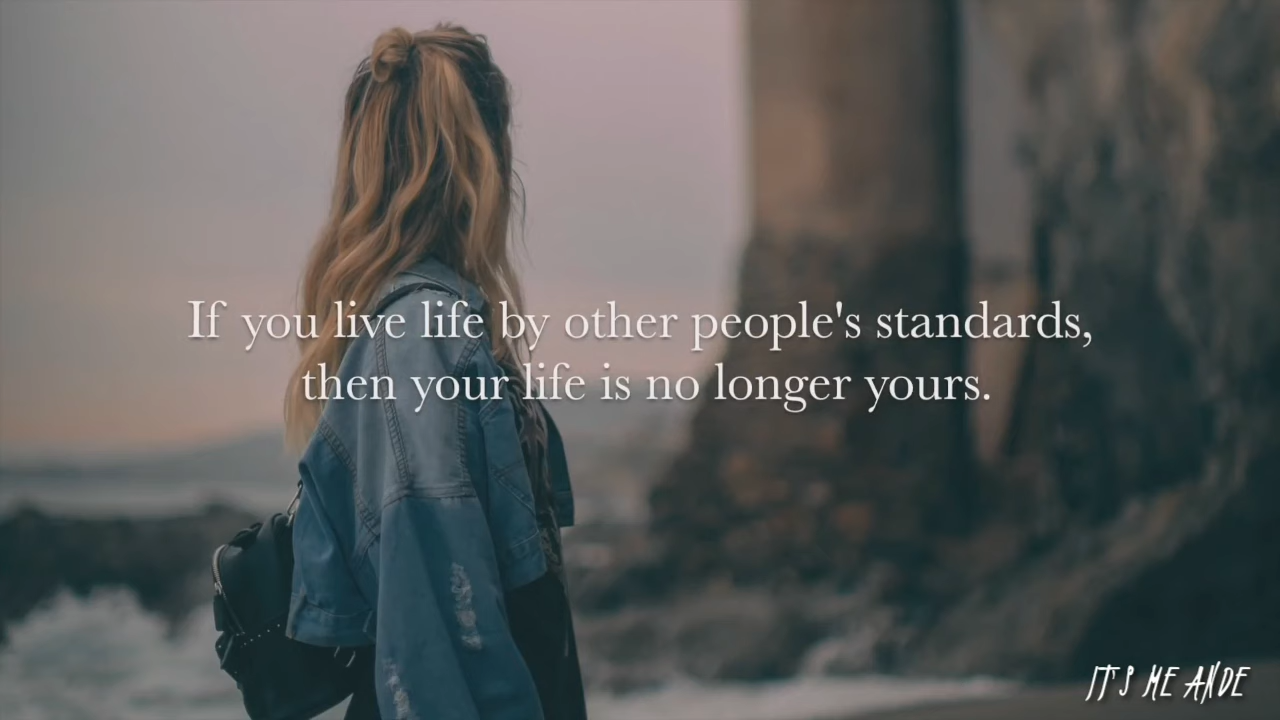 If you live life by other people's standards,
then your life is no longer yours.
IT'S ME ANDE